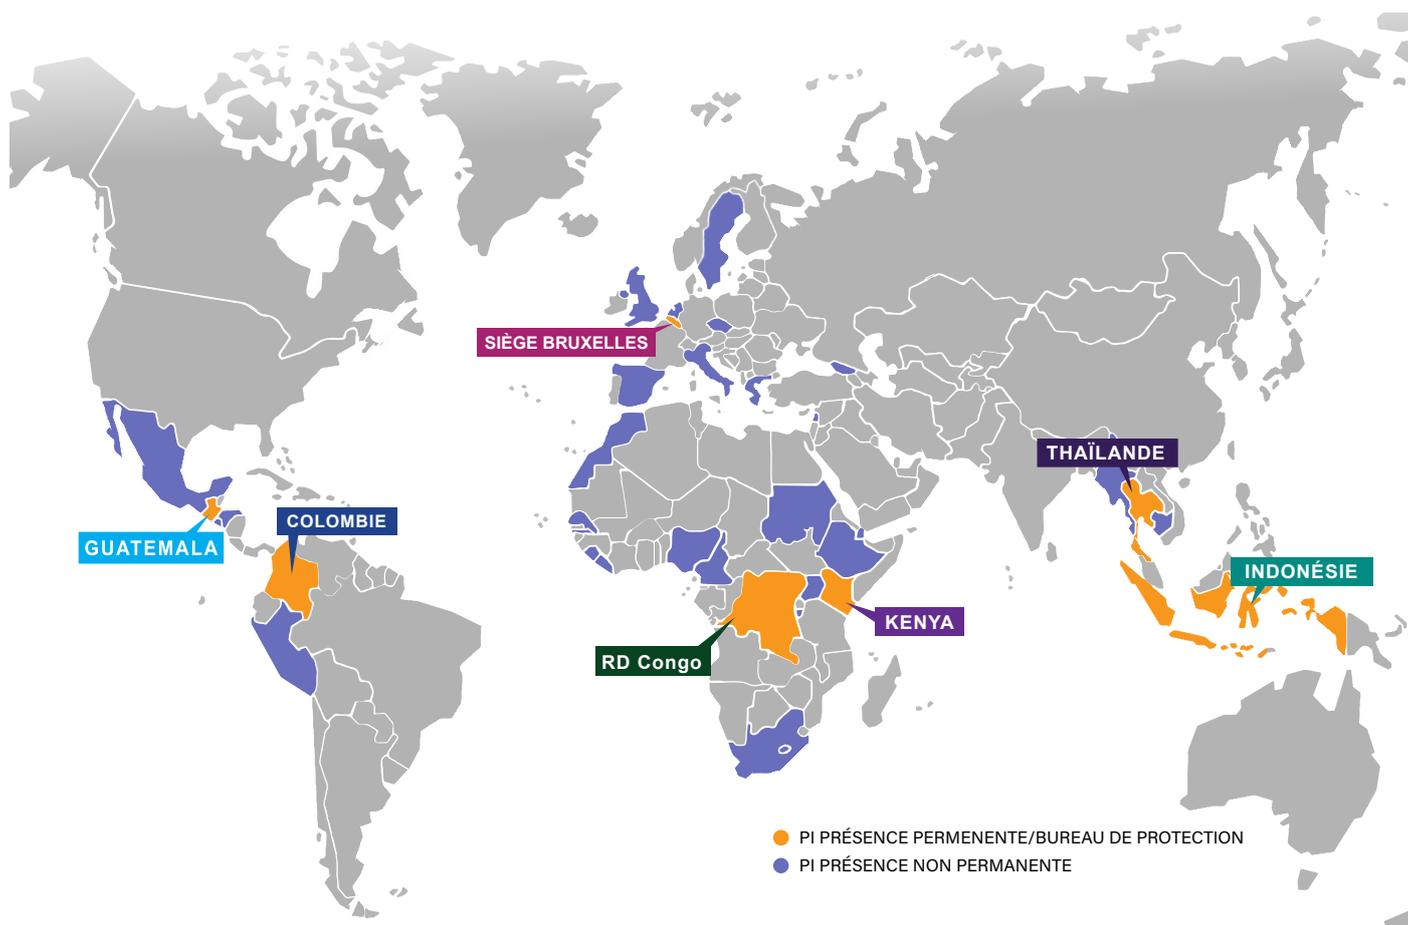 SIÈGE BRUXELLES
THAÏLANDE
COLOMBIE
GUATEMALA
INDONÉSIE
KENYA
RD Congo
PI PRÉSENCE PERMENENTE/BUREAU DE PROTECTION
PI PRÉSENCE NON PERMANENTE